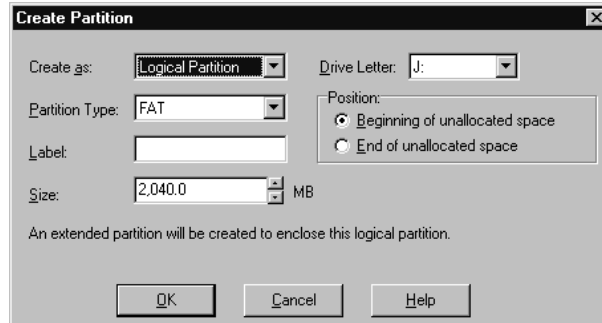 Create Partition
Create as: Logical Partition Drive Letter: J:
Partition Type: FAT Position:
Beginning of unallocated space
Label: End of unallocated space
Size: 2,040.0 MB
An extended partition will be created to enclose this logical partition.
OK Cancel Help